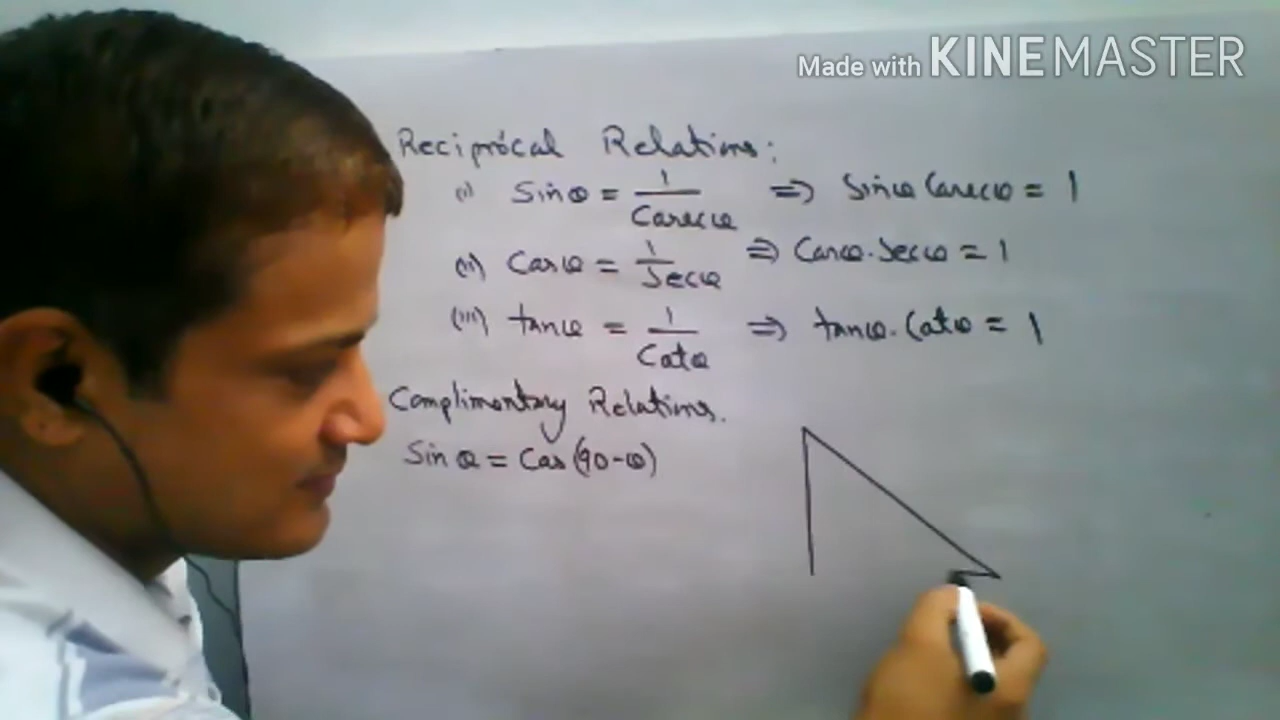 Made with KINEMASTER
Reciprocal Relations:
(i) Sinθ = 1/Cosecθ ⇒ Sinθ Cosecθ = 1
(ii) Cosθ = 1/Secθ ⇒ Cosθ. Secθ = 1
(iii) tanθ = 1/Cotθ ⇒ tanθ. Cotθ = 1
Complimentary Relations.
Sinθ = Cos(90-θ)